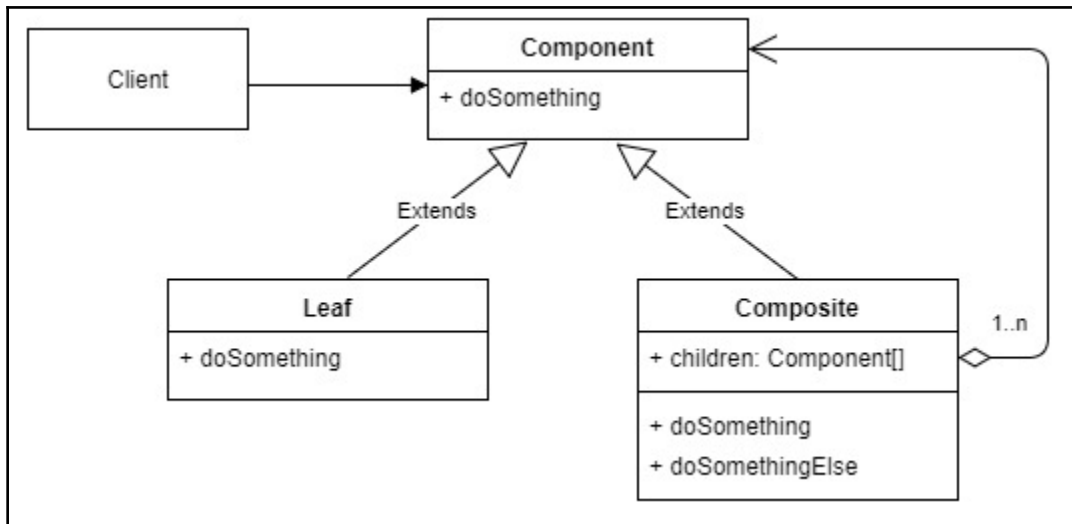 Client
Component
+ doSomething
Extends
Extends
Leaf
+ doSomething
Composite
+ children: Component[]
1..n
+ doSomething
+ doSomethingElse